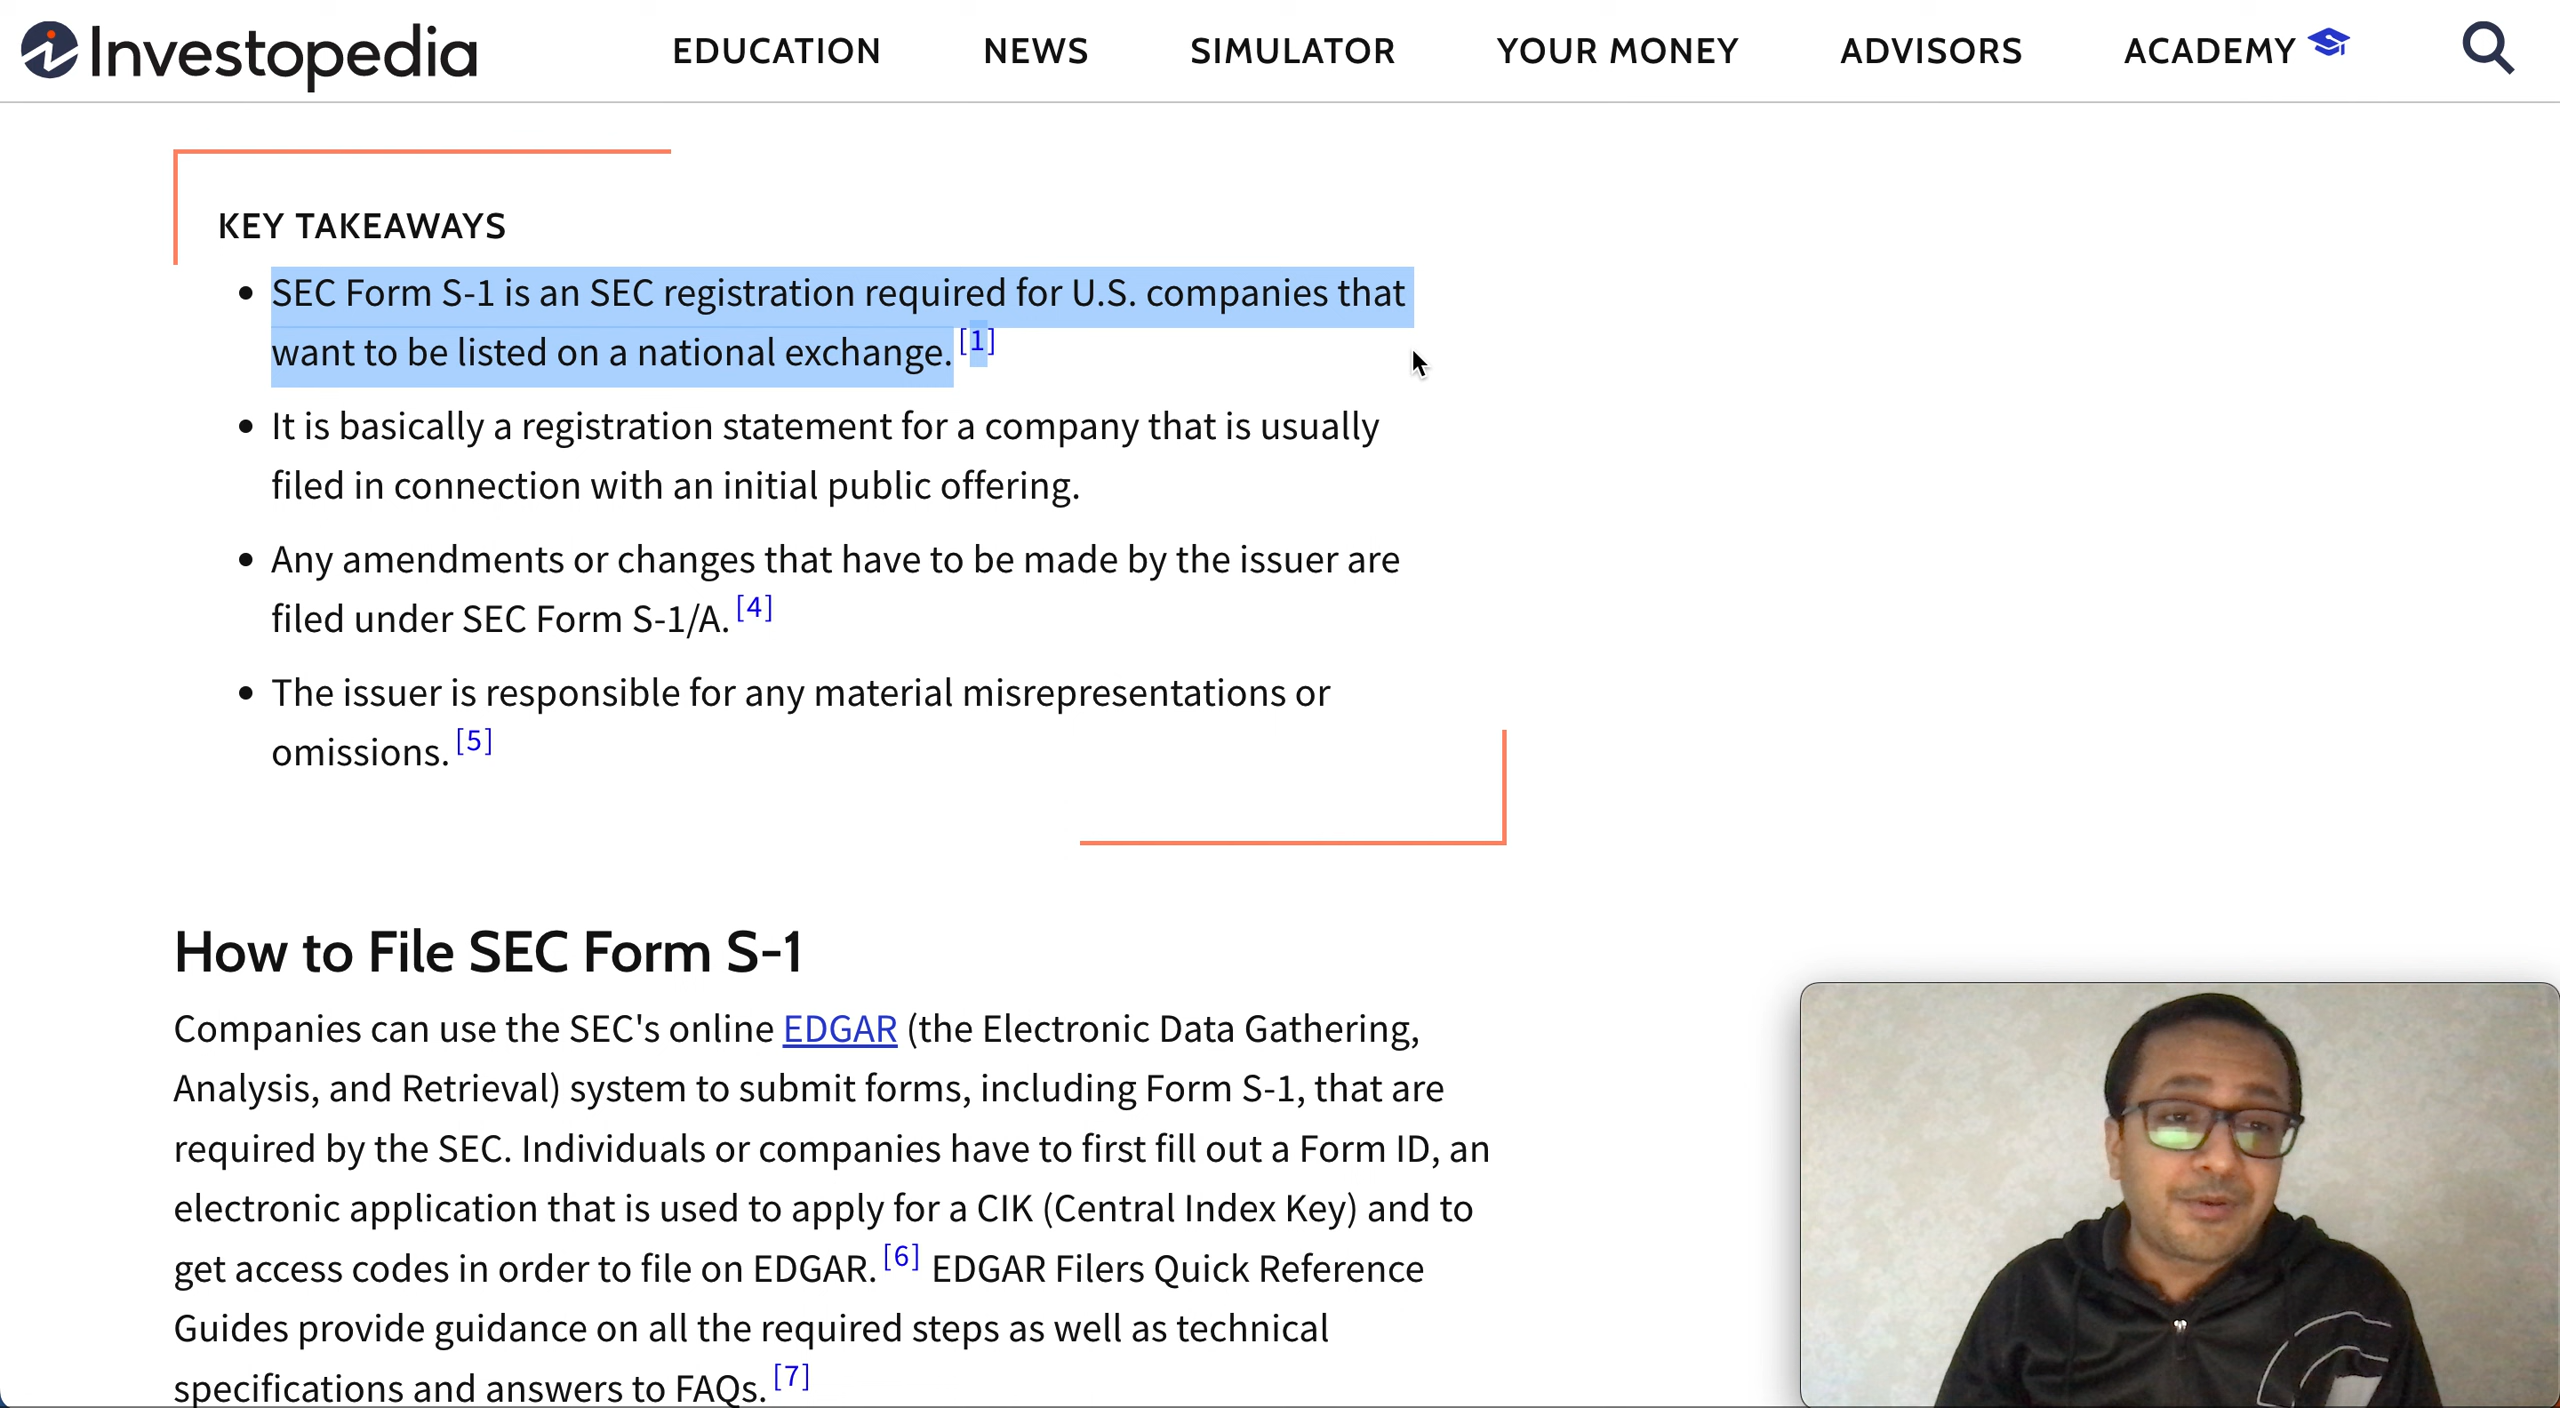 Investopedia
EDUCATION NEWS SIMULATOR YOUR MONEY ADVISORS ACADEMY
KEY TAKEAWAYS
• SEC Form S-1 is an SEC registration required for U.S. companies that
want to be listed on a national exchange. [1]
• It is basically a registration statement for a company that is usually
filed in connection with an initial public offering.
• Any amendments or changes that have to be made by the issuer are
filed under SEC Form S-1/A. [4]
• The issuer is responsible for any material misrepresentations or
omissions. [5]
How to File SEC Form S-1
Companies can use the SEC's online EDGAR (the Electronic Data Gathering,
Analysis, and Retrieval) system to submit forms, including Form S-1, that are
required by the SEC. Individuals or companies have to first fill out a Form ID, an
electronic application that is used to apply for a CIK (Central Index Key) and to
get access codes in order to file on EDGAR. [6] EDGAR Filers Quick Reference
Guides provide guidance on all the required steps as well as technical
specifications and answers to FAQs. [7]